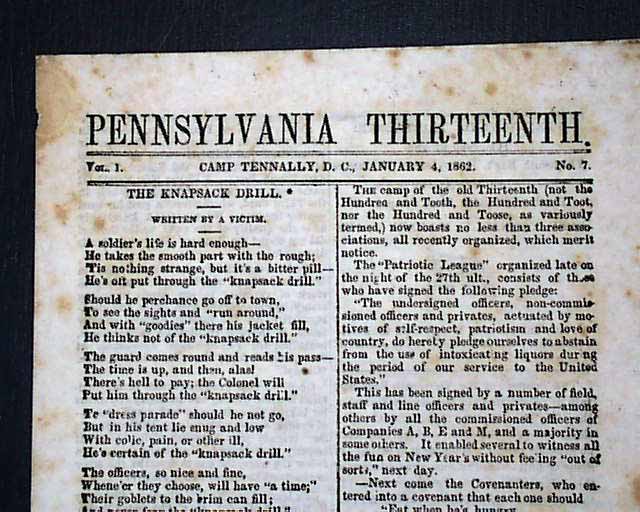 PENNSYLVANIA THIRTEENTH.
VOL. 1. CAMP TENNALLY, D. C., JANUARY 4, 1862. No. 7.
THE KNAPSACK DRILL.
WRITTEN BY A VICTIM.
A soldier's life is hard enough—
He takes the smooth part with the rough;
'Tis nothing strange, but it's a bitter pill—
He's oft put through the "knapsack drill."
Should he perchance go off to town,
To see the sights and "run around,"
And with "goodies" there his jacket fill,
He thinks not of the "knapsack drill."
The guard comes round and reads his pass—
The time is up, and then, alas!
There's hell to pay; the Colonel will
Put him through the "knapsack drill."
To "dress parade" should he not go,
But in his tent lie snug and low
With colic, pain, or other ill,
He's certain of the "knapsack drill."
The officers, so nice and fine,
Whene'er they choose, will have "a time;"
Their goblets to the brim can fill;
And never fear the "knapsack drill."
THE camp of the old Thirteenth (not the
Hundred and Tooth, the Hundred and Toot,
nor the Hundred and Toose, as variously
termed,) now boasts no less than three asso-
ciations, all recently organized, which merit
notice.
The "Patriotic League" organized late on
the night of the 27th ult., consists of those
who have signed the following pledge:
"The undersigned officers, non-commis-
sioned officers and privates, actuated by mo-
tives of self-respect, patriotism and love of
country, do hereby pledge ourselves to abstain
from the use of intoxicating liquors during
the period of our service to the United
States."
This has been signed by a number of field,
staff and line officers and privates—among
others by all the commissioned officers of
Companies A, B, E and M, and a majority in
some others. It enabled several to witness all
the fun on New Year's without feeling "out of
sorts," next day.
—Next come the Covenanters, who en-
tered into a covenant that each one should
"Eat when he's hungry,